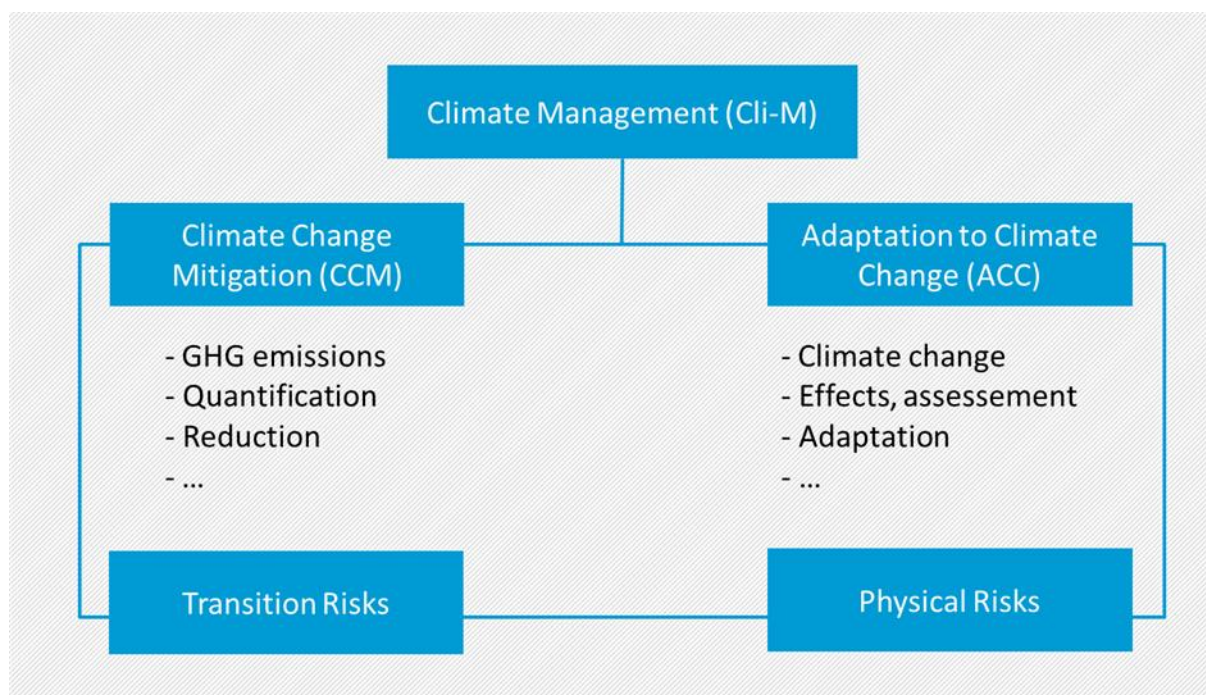 Climate Management (Cli-M)
Climate Change
Mitigation (CCM)
- GHG emissions
- Quantification
- Reduction
- ...
Transition Risks
Adaptation to Climate
Change (ACC)
- Climate change
- Effects, assessement
- Adaptation
- ...
Physical Risks